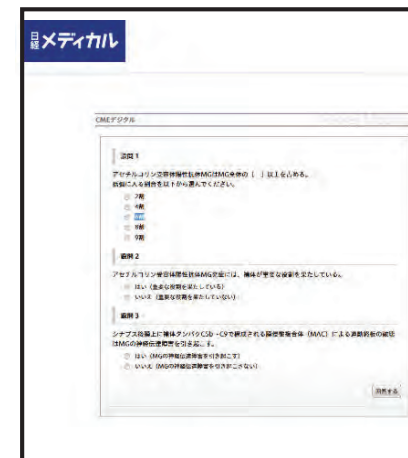 日経メディカル
CMEデジタル
設問 1
アセチルコリン受容体陽性抗体MGはMG全体の [ ] 以上を占める。
括弧に入る割合を以下から選んでください。
2割
4割
8割
9割
設問 2
アセチルコリン受容体陽性抗体MG発症には、補体が重要な役割を果たしている。
はい（重要な役割を果たしている）
いいえ（重要な役割を果たしていない）
設問 3
シナプス後膜上に補体タンパクC5b-C9で構成される膜侵襲複合体（MAC）による運動終板の破壊
はMGの神経伝達障害を引き起こす。
はい（MGの神経伝達障害を引き起こす）
いいえ（MGの神経伝達障害を引き起こさない）
回答する